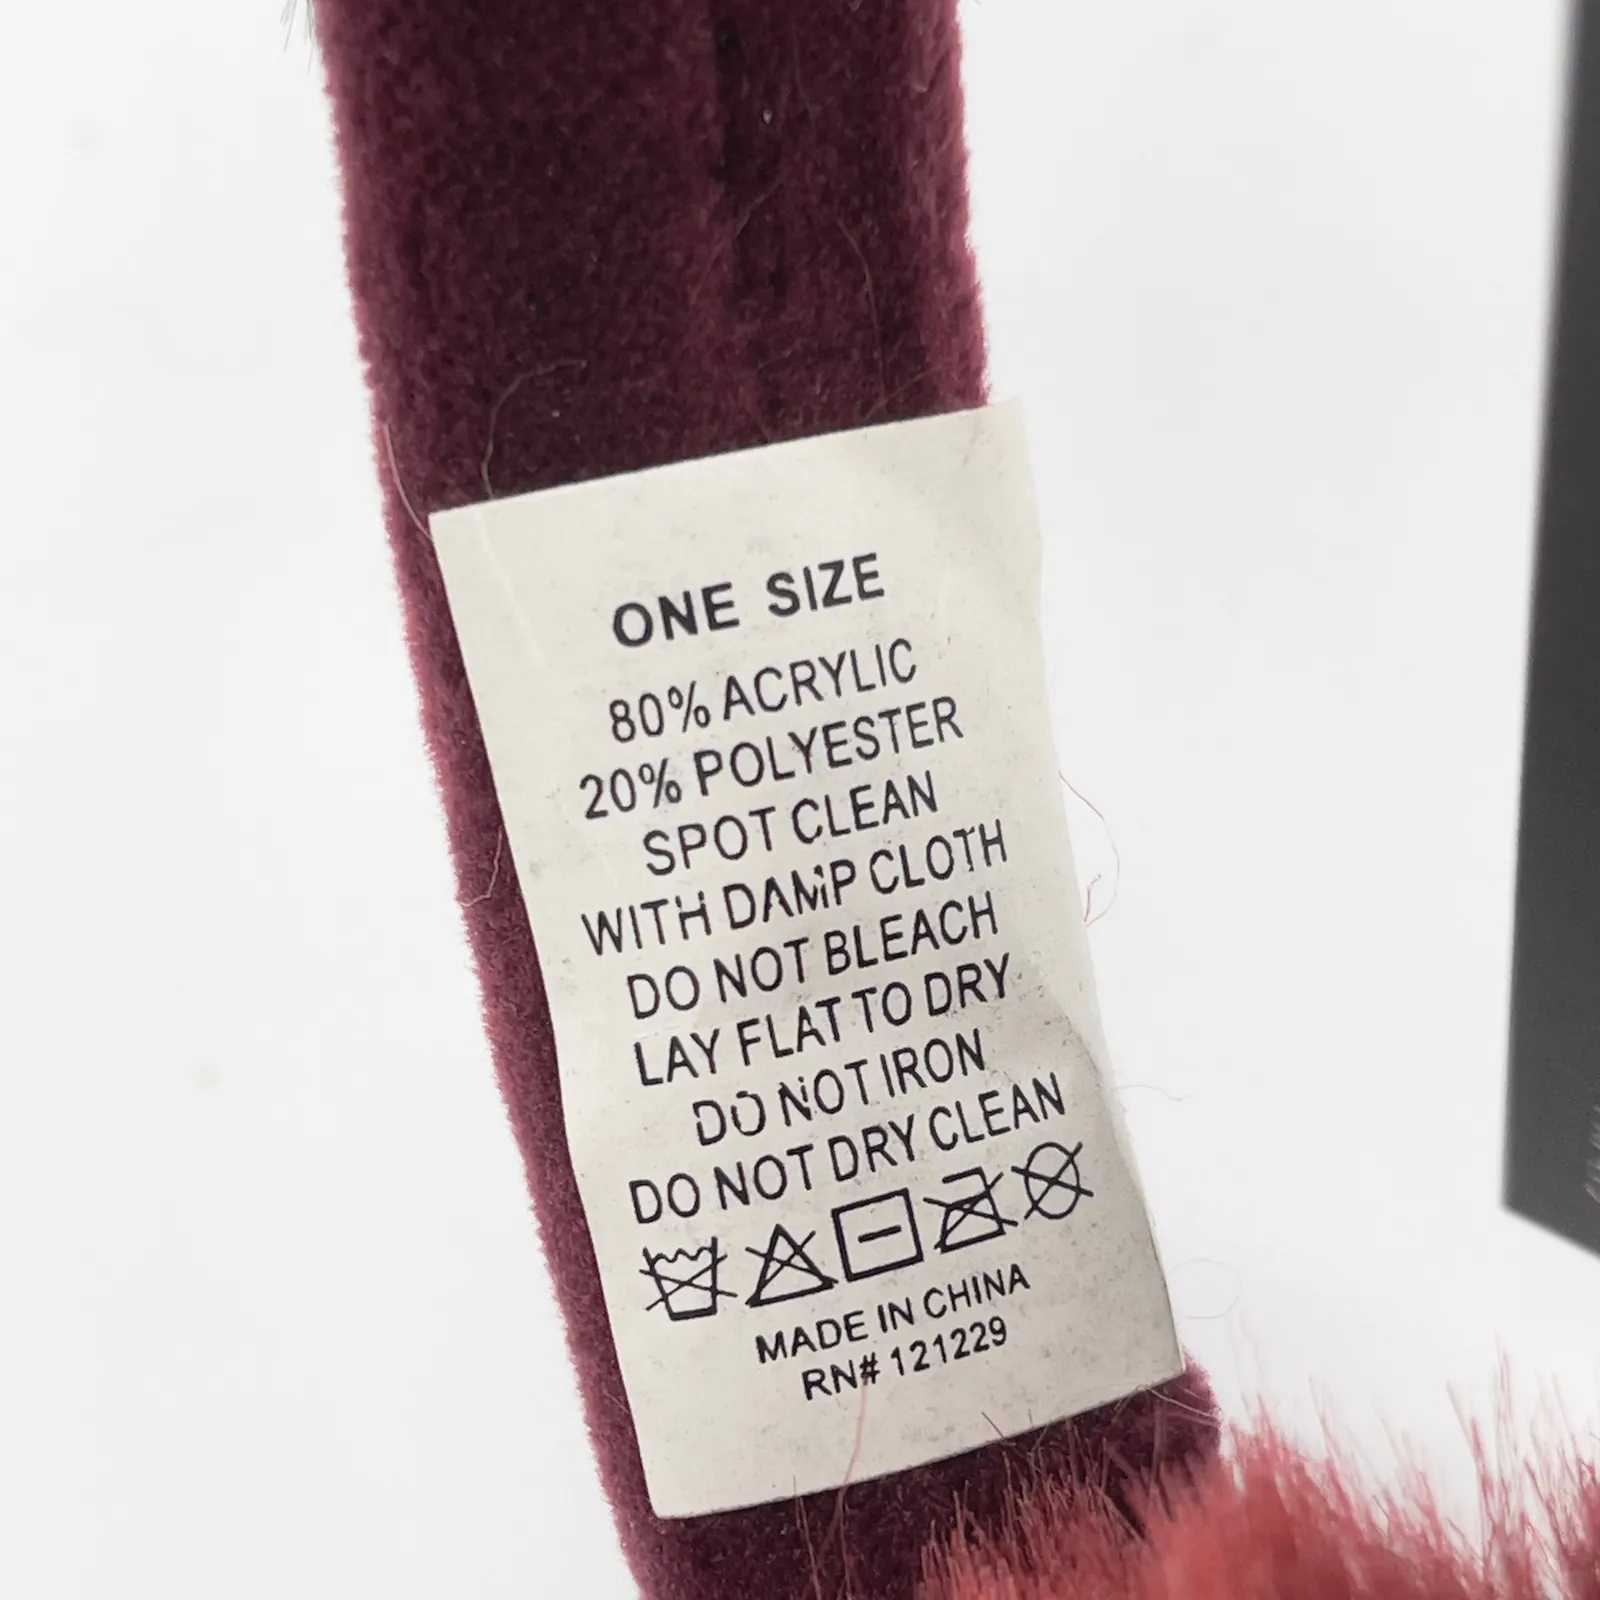 ONE SIZE
80% ACRYLIC
20% POLYESTER
SPOT CLEAN
WITH DAMP CLOTH
DO NOT BLEACH
LAY FLAT TO DRY
DO NOT IRON
DO NOT DRY CLEAN
MADE IN CHINA
RN# 121229